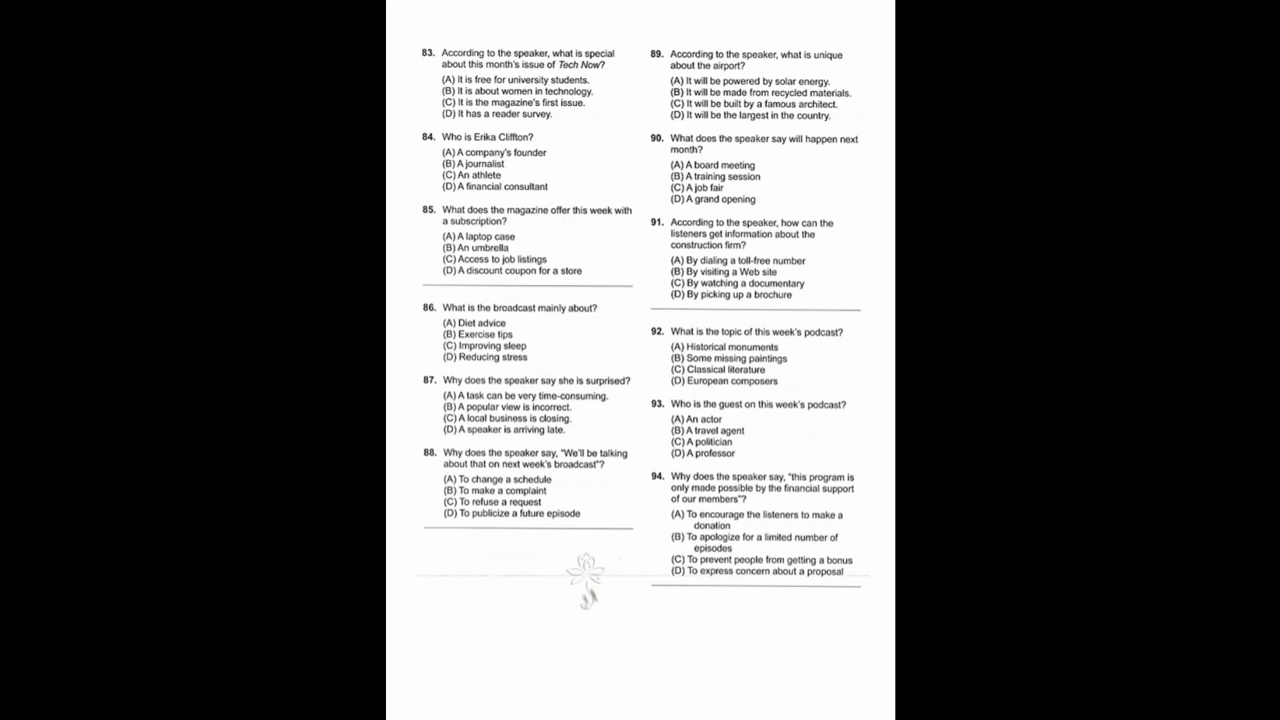 83. According to the speaker, what is special
about this month's issue of Tech Now?
(A) It is free for university students.
(B) It is about women in technology.
(C) It is the magazine's first issue.
(D) It has a reader survey.
84. Who is Erika Cliffton?
(A) A company's founder
(B) A journalist
(C) An athlete
(D) A financial consultant
85. What does the magazine offer this week with
a subscription?
(A) A laptop case
(B) An umbrella
(C) Access to job listings
(D) A discount coupon for a store
86. What is the broadcast mainly about?
(A) Diet advice
(B) Exercise tips
(C) Improving sleep
(D) Reducing stress
87. Why does the speaker say she is surprised?
(A) A task can be very time-consuming.
(B) A popular view is incorrect.
(C) A local business is closing.
(D) A speaker is arriving late.
88. Why does the speaker say, "We'll be talking
about that on next week's broadcast"?
(A) To change a schedule
(B) To make a complaint
(C) To refuse a request
(D) To publicize a future episode
89. According to the speaker, what is unique
about the airport?
(A) It will be powered by solar energy.
(B) It will be made from recycled materials.
(C) It will be built by a famous architect.
(D) It will be the largest in the country.
90. What does the speaker say will happen next
month?
(A) A board meeting
(B) A training session
(C) A job fair
(D) A grand opening
91. According to the speaker, how can the
listeners get information about the
construction firm?
(A) By dialing a toll-free number
(B) By visiting a Web site
(C) By watching a documentary
(D) By picking up a brochure
92. What is the topic of this week's podcast?
(A) Historical monuments
(B) Some missing paintings
(C) Classical literature
(D) European composers
93. Who is the guest on this week's podcast?
(A) An actor
(B) A travel agent
(C) A politician
(D) A professor
94. Why does the speaker say, "this program is
only made possible by the financial support
of our members"?
(A) To encourage the listeners to make a
donation
(B) To apologize for a limited number of
episodes
(C) To prevent people from getting a bonus
(D) To express concern about a proposal